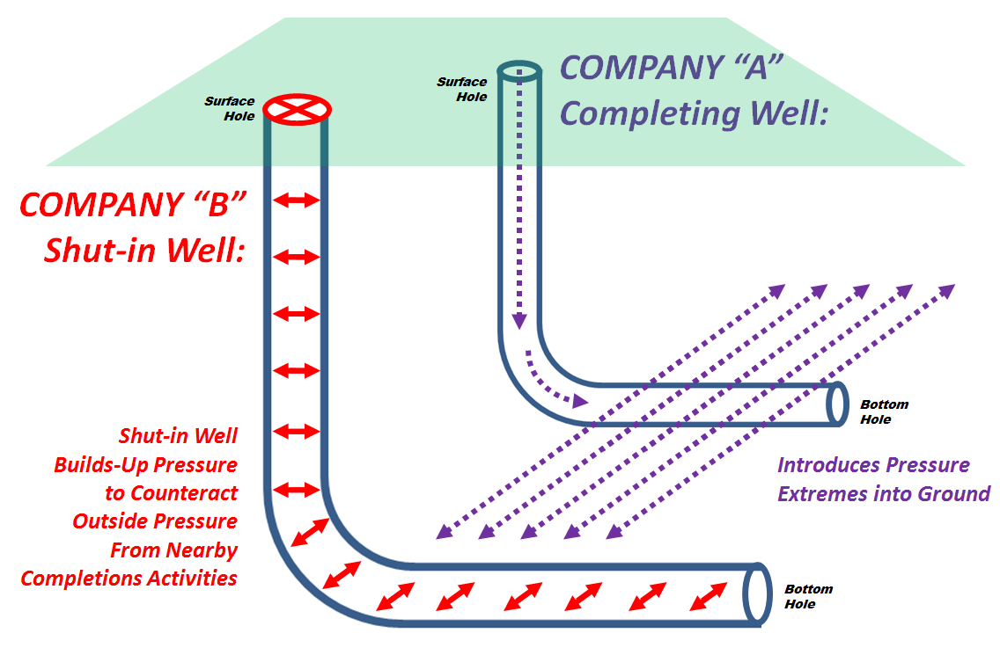 COMPANY “A”
Completing Well:
Surface
Hole
Surface
Hole
COMPANY “B”
Shut-in Well:
Shut-in Well
Builds-Up Pressure
to Counteract
Outside Pressure
From Nearby
Completions Activities
Bottom
Hole
Introduces Pressure
Extremes into Ground
Bottom
Hole